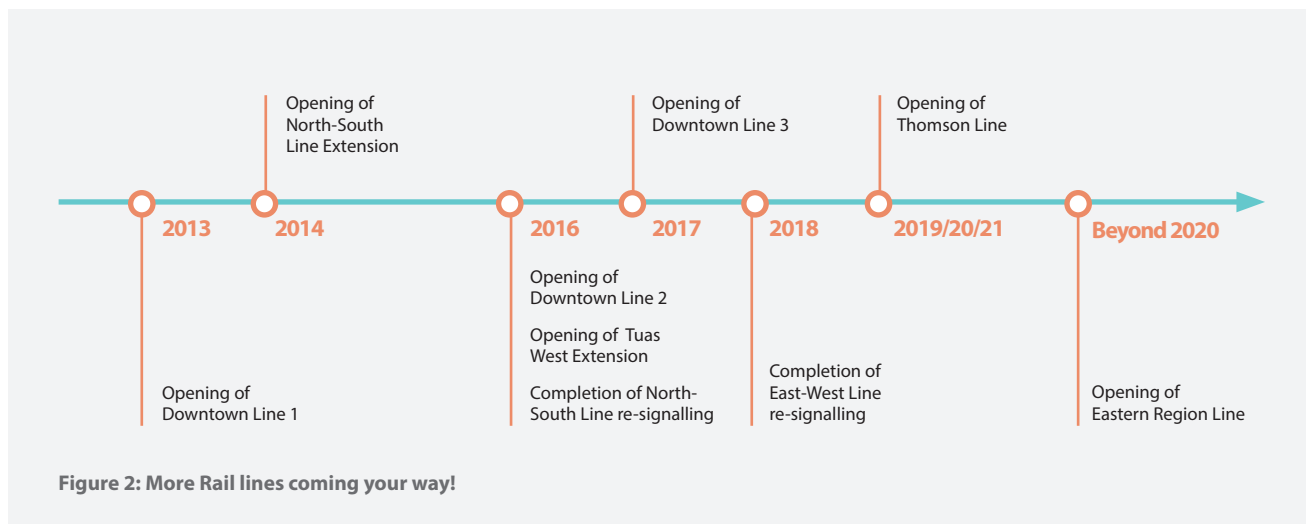 Opening of
North-South
Line Extension
Opening of
Downtown Line 3
Opening of
Thomson Line
2013
2014
2016
2017
2018
2019/20/21
Beyond 2020
Opening of
Downtown Line 1
Opening of
Downtown Line 2
Opening of Tuas
West Extension
Completion of North-
South Line re-signalling
Completion of
East-West Line
re-signalling
Opening of
Eastern Region Line
Figure 2: More Rail lines coming your way!